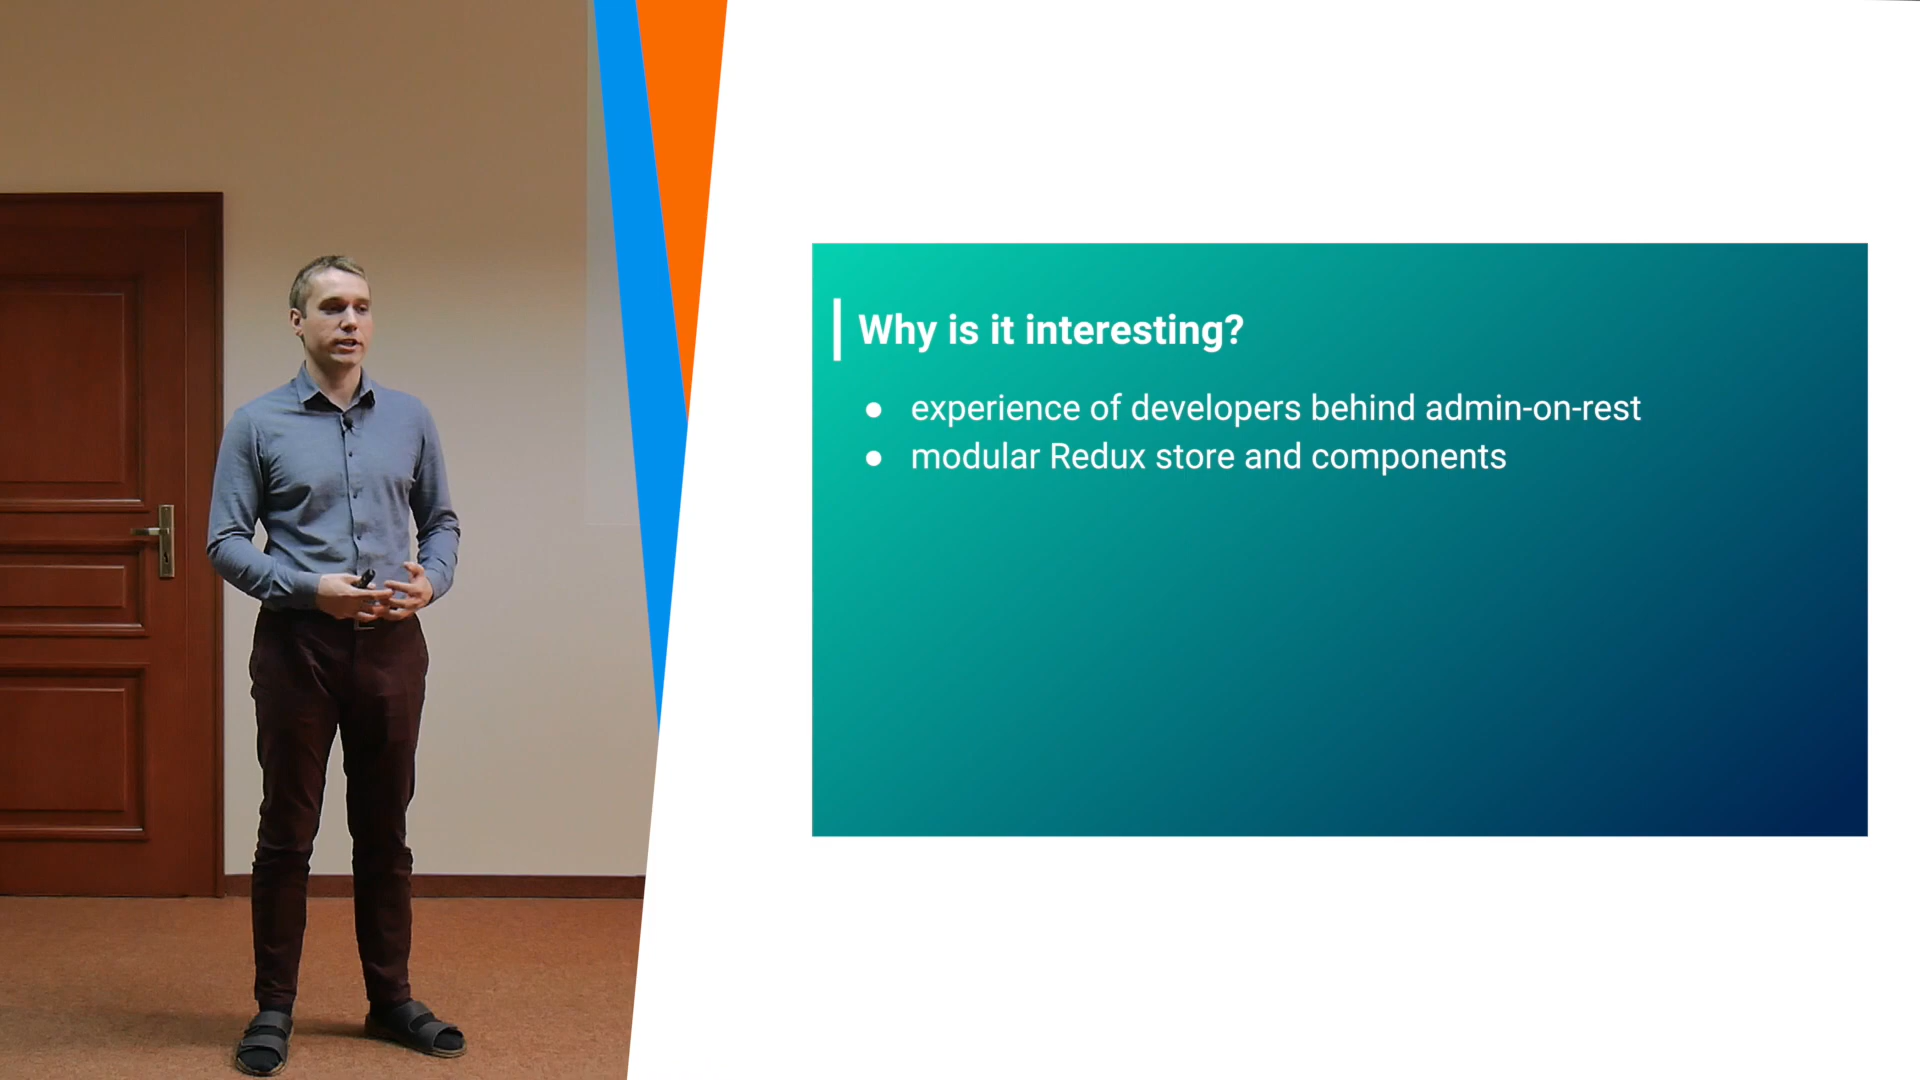 Why is it interesting?
● experience of developers behind admin-on-rest
● modular Redux store and components